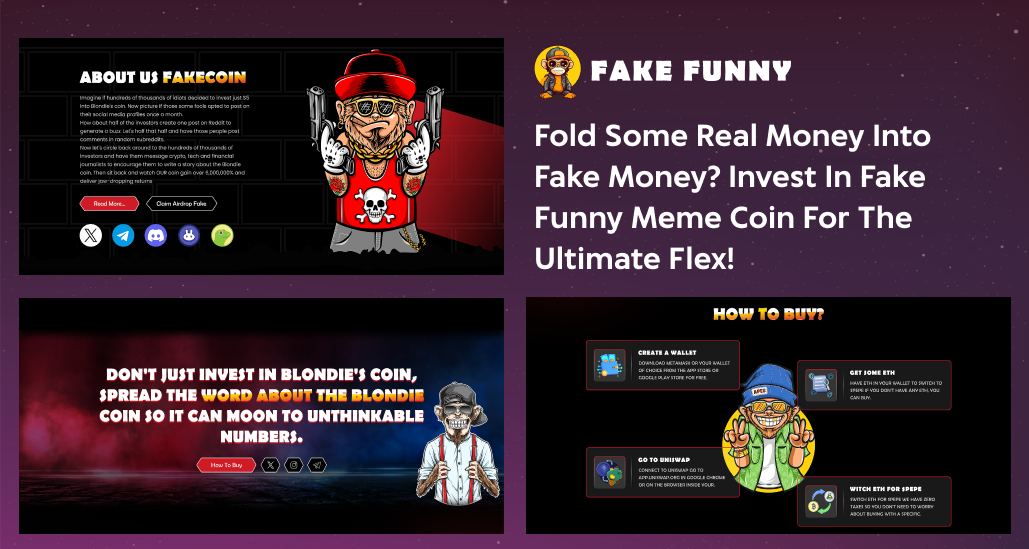 ABOUT US FAKECOIN
Imagine if hundreds of thousands of idiots decided to invest just $5
into Blondie's coin. Now picture if those some fools opted to post on
their social media profiles once a month.
How about half of the investors create one post on Reddit to
generate a buzz. Let's half that half and have those people post
comments in random subreddits.
Now let's circle back around to the hundreds of thousands of
investors and have them message crypto, tech and financial
journalists to encourage them to write a story about the Blondie
coin. Then sit back and watch OUR coin gain over 6,000,000% and
deliver jaw-dropping returns
Read More...
Claim Airdrop Fake
FAKE FUNNY
Fold Some Real Money Into
Fake Money? Invest In Fake
Funny Meme Coin For The
Ultimate Flex!
DON'T JUST INVEST IN BLONDIE'S COIN,
SPREAD THE WORD ABOUT THE BLONDIE
COIN SO IT CAN MOON TO UNTHINKABLE
NUMBERS.
How To Buy
HOW TO BUY?
CREATE A WALLET
DOWNLOAD METAMASK OR YOUR WALLET
OF CHOICE FROM THE APP STORE OR
GOOGLE PLAY STORE FOR FREE.
GET SOME ETH
HAVE ETH IN YOUR WALLET TO SWITCH TO
$PEPE IF YOU DON'T HAVE ANY ETH, YOU
CAN BUY.
GO TO UNISWAP
CONNECT TO UNISWAP GO TO
APP.UNISWAP.ORG IN GOOGLE CHROME
OR ON THE BROWSER INSIDE YOUR.
WITCH ETH FOR $PEPE
SWITCH ETH FOR $PEPE WE HAVE ZERO
TAXES SO YOU DON'T NEED TO WORRY
ABOUT BUYING WITH A SPECIFIC.